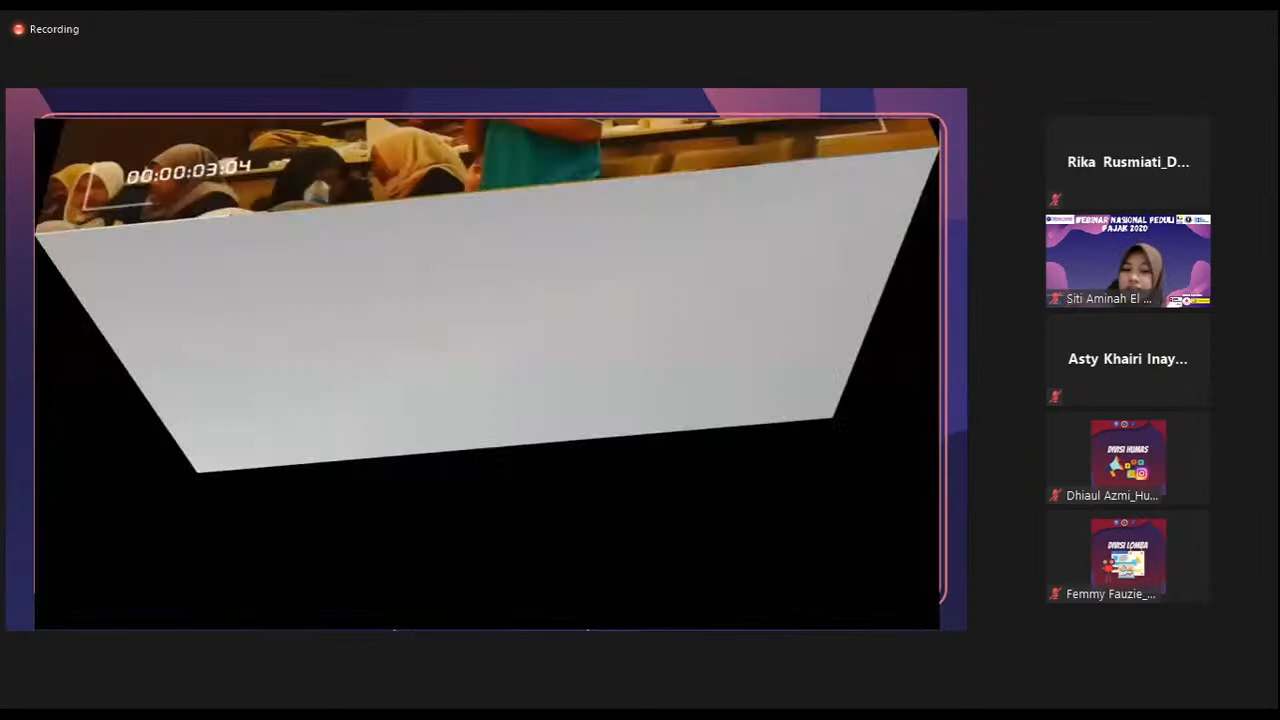 Recording
00:00:03:04
Rika Rusmiati_D...
WEBINAR NASIONAL PEDULI
PAJAK 2020
Siti Aminah El ...
Asty Khairi Inay...
DIVISI HUMAS
Dhiaul Azmi_Hu...
DIVISI LOMBA
Femmy Fauzie_...